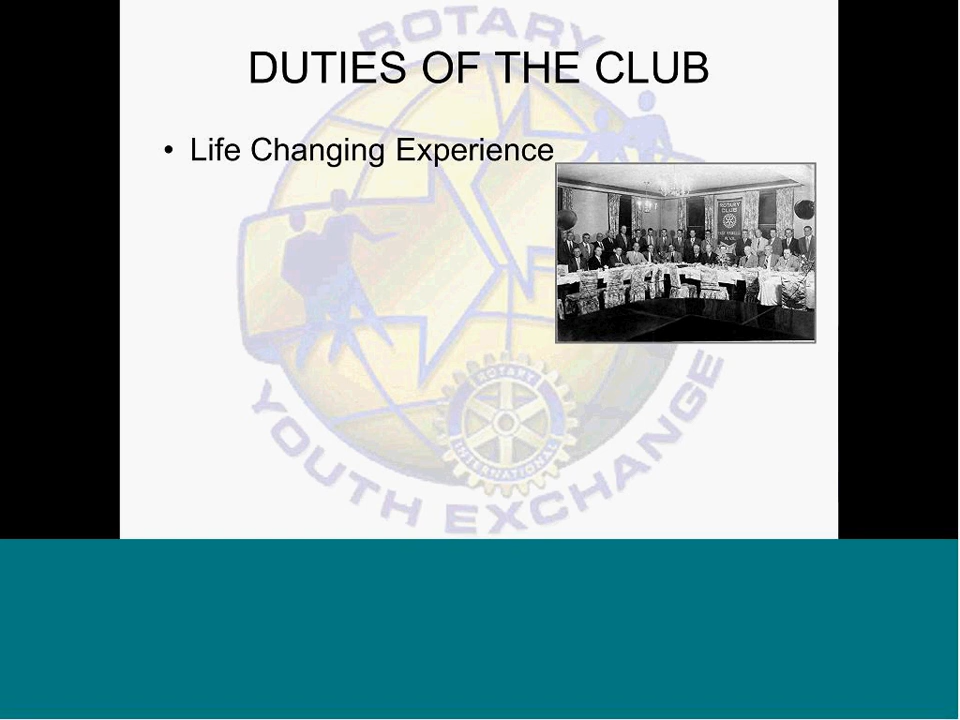 DUTIES OF THE CLUB
• Life Changing Experience
ROTARY
CLUB
ROTARY
ROTARY
INTERNATIONAL
YOUTH EXCHANGE